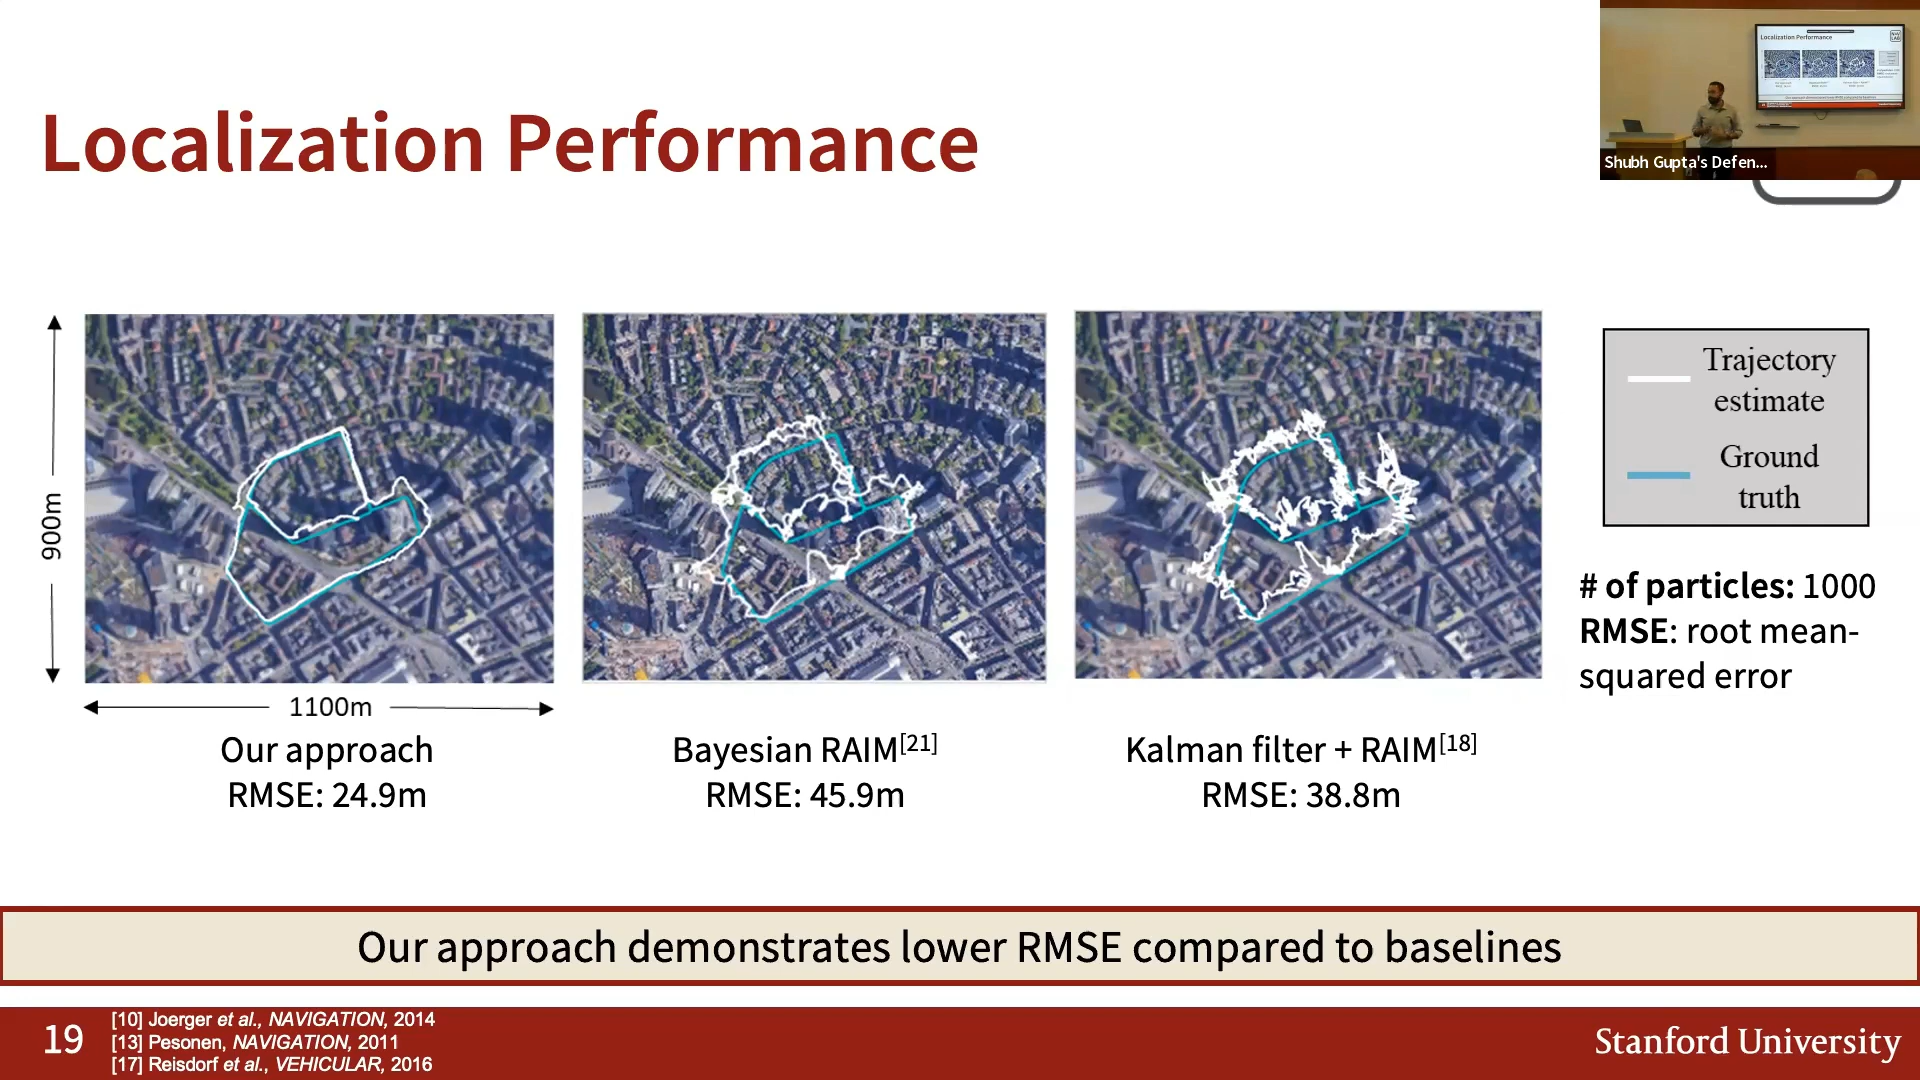 Localization Performance
Localization Performance
Shubh Gupta's Defen...
900m
1100m
Our approach
RMSE: 24.9m
Bayesian RAIM[21]
RMSE: 45.9m
Kalman filter + RAIM[18]
RMSE: 38.8m
Trajectory
estimate
Ground
truth
# of particles: 1000
RMSE: root mean-
squared error
Our approach demonstrates lower RMSE compared to baselines
19
[10] Joerger et al., NAVIGATION, 2014
[13] Pesonen, NAVIGATION, 2011
[17] Reisdorf et al., VEHICULAR, 2016
Stanford University